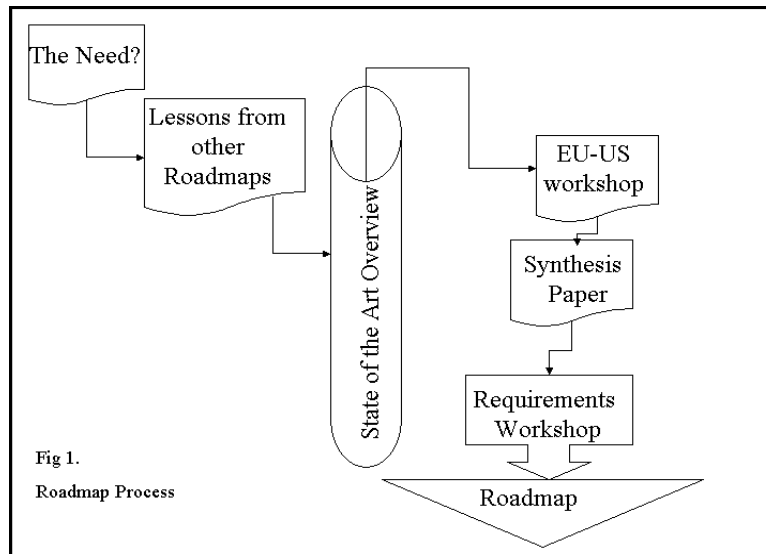 The Need?
Lessons from
other
Roadmaps
State of the Art Overview
EU-US
workshop
Synthesis
Paper
Requirements
Workshop
Roadmap
Fig 1.
Roadmap Process